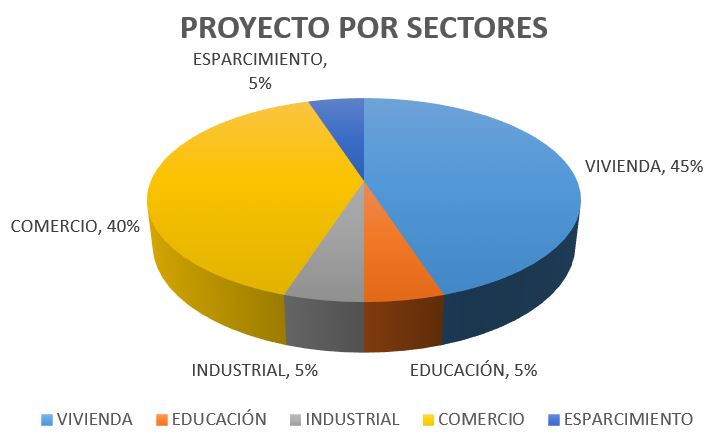 PROYECTO POR SECTORES
ESPARCIMIENTO,
5%
VIVIENDA, 45%
COMERCIO, 40%
INDUSTRIAL, 5%
EDUCACIÓN, 5%
VIVIENDA
EDUCACIÓN
INDUSTRIAL
COMERCIO
ESPARCIMIENTO